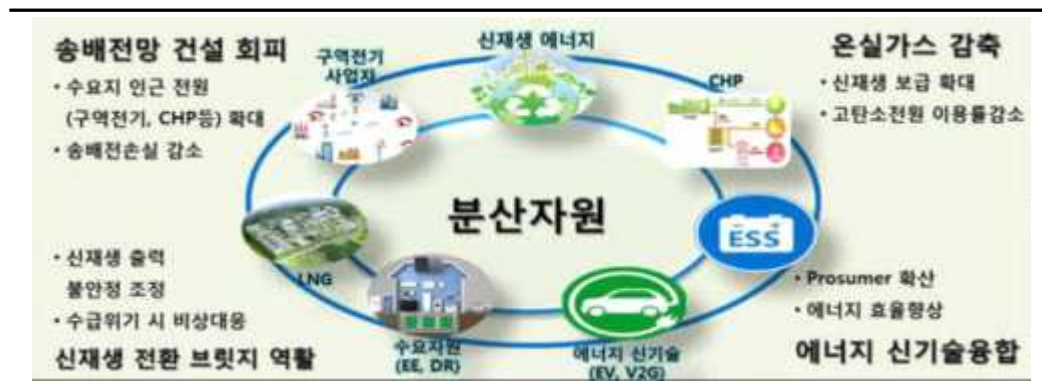 송배전망 건설 회피
• 수요지 인근 전원
(구역전기, CHP등) 확대
• 송배전손실 감소
구역전기
사업자
신재생 에너지
CHP
온실가스 감축
• 신재생 보급 확대
• 고탄소전원 이용률감소
분산자원
ESS
LNG
• 신재생 출력
불안정 조정
• 수급위기 시 비상대응
신재생 전환 브릿지 역활
수요자원
(EE, DR)
에너지 신기술
(EV, V2G)
• Prosumer 확산
• 에너지 효율향상
에너지 신기술융합